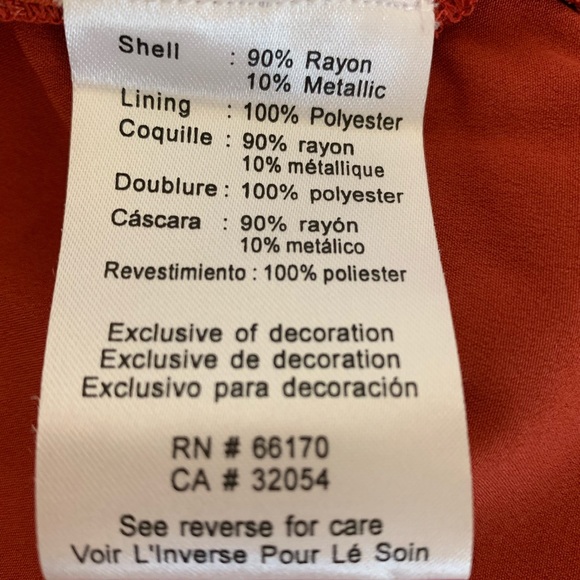 Shell : 90% Rayon
10% Metallic
Lining : 100% Polyester
Coquille : 90% rayon
10% métallique
Doublure : 100% polyester
Cáscara : 90% rayón
10% metálico
Revestimiento : 100% poliester
Exclusive of decoration
Exclusive de decoration
Exclusivo para decoración
RN # 66170
CA # 32054
See reverse for care
Voir L'Inverse Pour Lé Soin